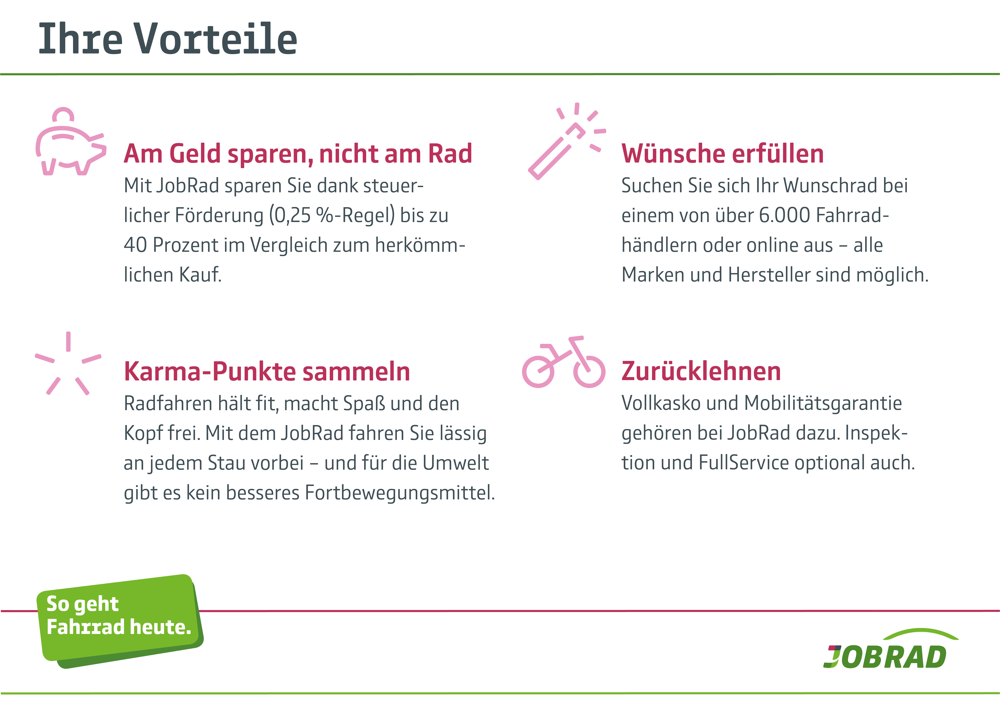 Ihre Vorteile
Am Geld sparen, nicht am Rad
Mit JobRad sparen Sie dank steuer-
licher Förderung (0,25 %-Regel) bis zu
40 Prozent im Vergleich zum herkömm-
lichen Kauf.
Wünsche erfüllen
Suchen Sie sich Ihr Wunschrad bei
einem von über 6.000 Fahrrad-
händlern oder online aus – alle
Marken und Hersteller sind möglich.
Karma-Punkte sammeln
Radfahren hält fit, macht Spaß und den
Kopf frei. Mit dem JobRad fahren Sie lässig
an jedem Stau vorbei – und für die Umwelt
gibt es kein besseres Fortbewegungsmittel.
Zurücklehnen
Vollkasko und Mobilitätsgarantie
gehören bei JobRad dazu. Inspek-
tion und FullService optional auch.
So geht
Fahrrad heute.
JOBRAD